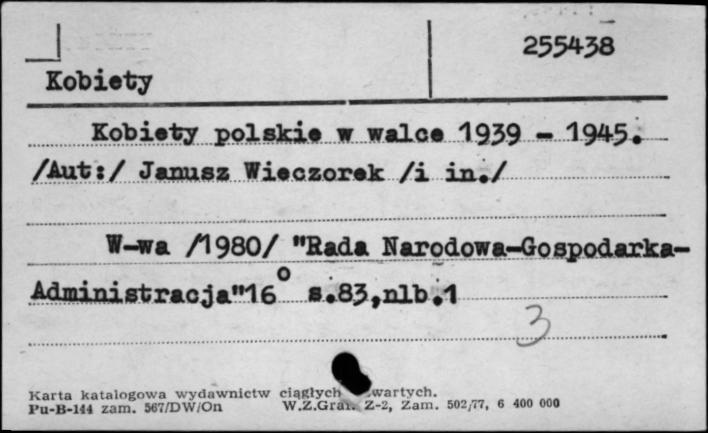 255438
Kobiety
Kobiety polskie w walce 1939 - 1945.
/Aut:/ Janusz Wieczorek /i in./
W-wa /1980/ "Rada Narodowa-Gospodarka-
Administracja"16° s.83,nlb.1
3
Karta katalogowa wydawnictw ciągłych
Pu-B-144 zam. 567/DW/On W.Z.Graf. Z-2, Zam. 502/77, 6 400 000